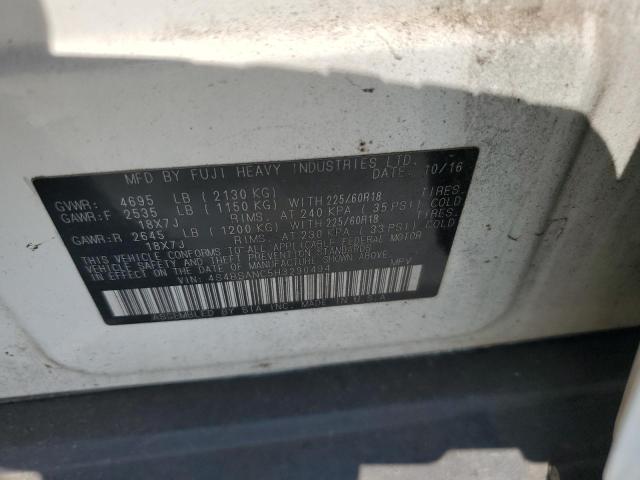 MFD BY FUJI HEAVY INDUSTRIES LTD.
DATE: 10/16
GVWR: 4695 LB (2130 KG)
GAWR:F 2535 LB (1150 KG) WITH 225/60R18 TIRES.
18X7J RIMS. AT 240 KPA (35 PSI) COLD
GAWR:R 2645 LB (1200 KG) WITH 225/60R18 TIRES.
18X7J RIMS. AT 230 KPA (33 PSI) COLD
THIS VEHICLE CONFORMS TO ALL APPLICABLE FEDERAL MOTOR
VEHICLE SAFETY AND THEFT PREVENTION STANDARDS
IN EFFECT ON THE DATE OF MANUFACTURE SHOWN ABOVE.
VIN: 4S4BSANC5H3290494 MPV
ASSEMBLED BY SIA INC. MADE IN U.S.A